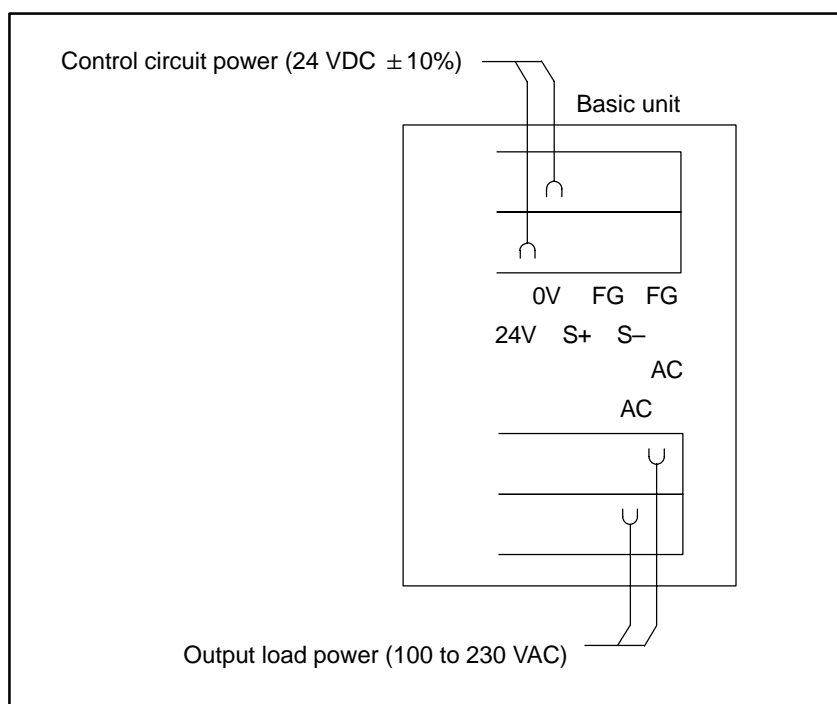 Control circuit power (24 VDC ±10%)
Basic unit
0V FG FG
24V S+ S–
AC
AC
Output load power (100 to 230 VAC)